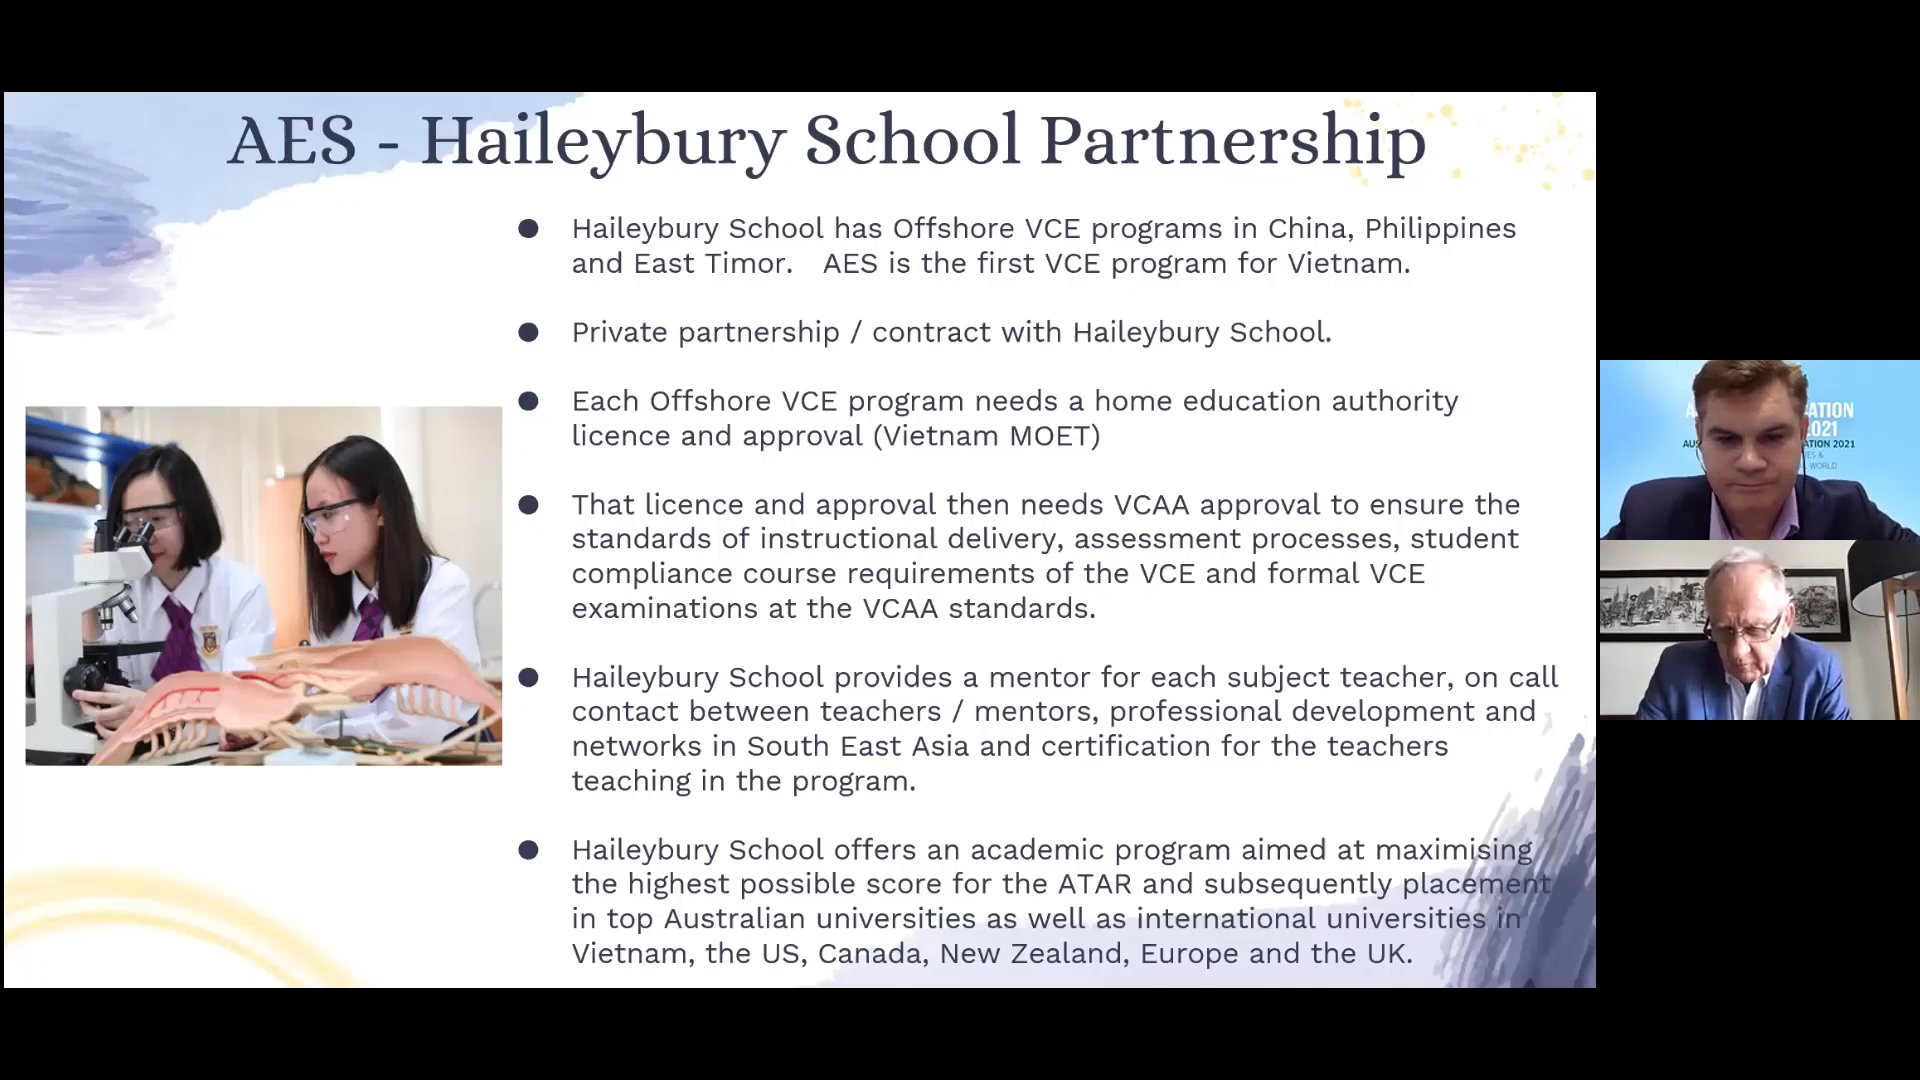 AES - Haileybury School Partnership
● Haileybury School has Offshore VCE programs in China, Philippines
and East Timor. AES is the first VCE program for Vietnam.
● Private partnership / contract with Haileybury School.
● Each Offshore VCE program needs a home education authority
licence and approval (Vietnam MOET)
● That licence and approval then needs VCAA approval to ensure the
standards of instructional delivery, assessment processes, student
compliance course requirements of the VCE and formal VCE
examinations at the VCAA standards.
● Haileybury School provides a mentor for each subject teacher, on call
contact between teachers / mentors, professional development and
networks in South East Asia and certification for the teachers
teaching in the program.
● Haileybury School offers an academic program aimed at maximising
the highest possible score for the ATAR and subsequently placement
in top Australian universities as well as international universities in
Vietnam, the US, Canada, New Zealand, Europe and the UK.
2021
WORLD